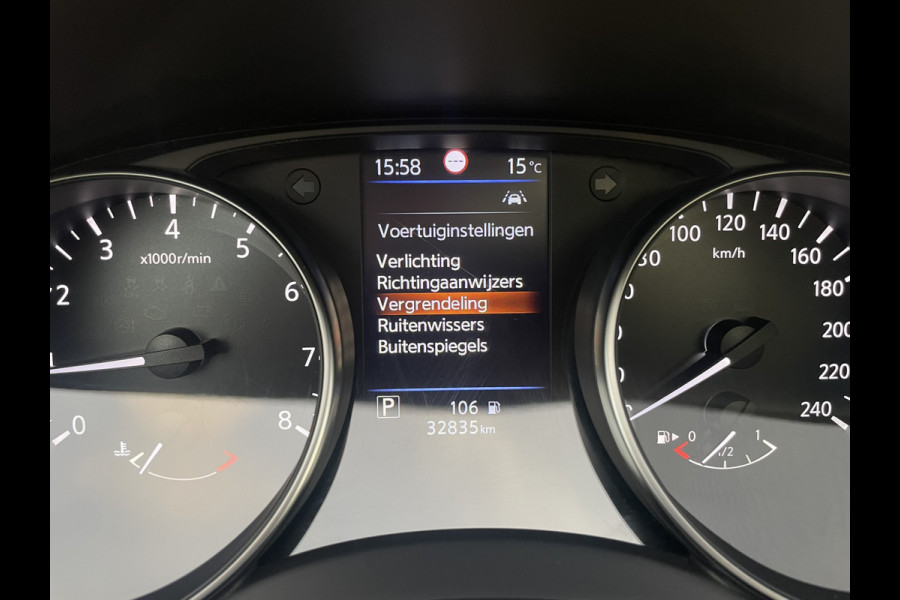 15:58 15°C
Voertuiginstellingen
Verlichting
Richtingaanwijzers
Vergrendeling
Ruitenwissers
Buitenspiegels
P 106
32835 km
0 2 3 4 5 6 7 8
x1000r/min
100 120 140 160 180 200 220 240
km/h
0 1/2 1